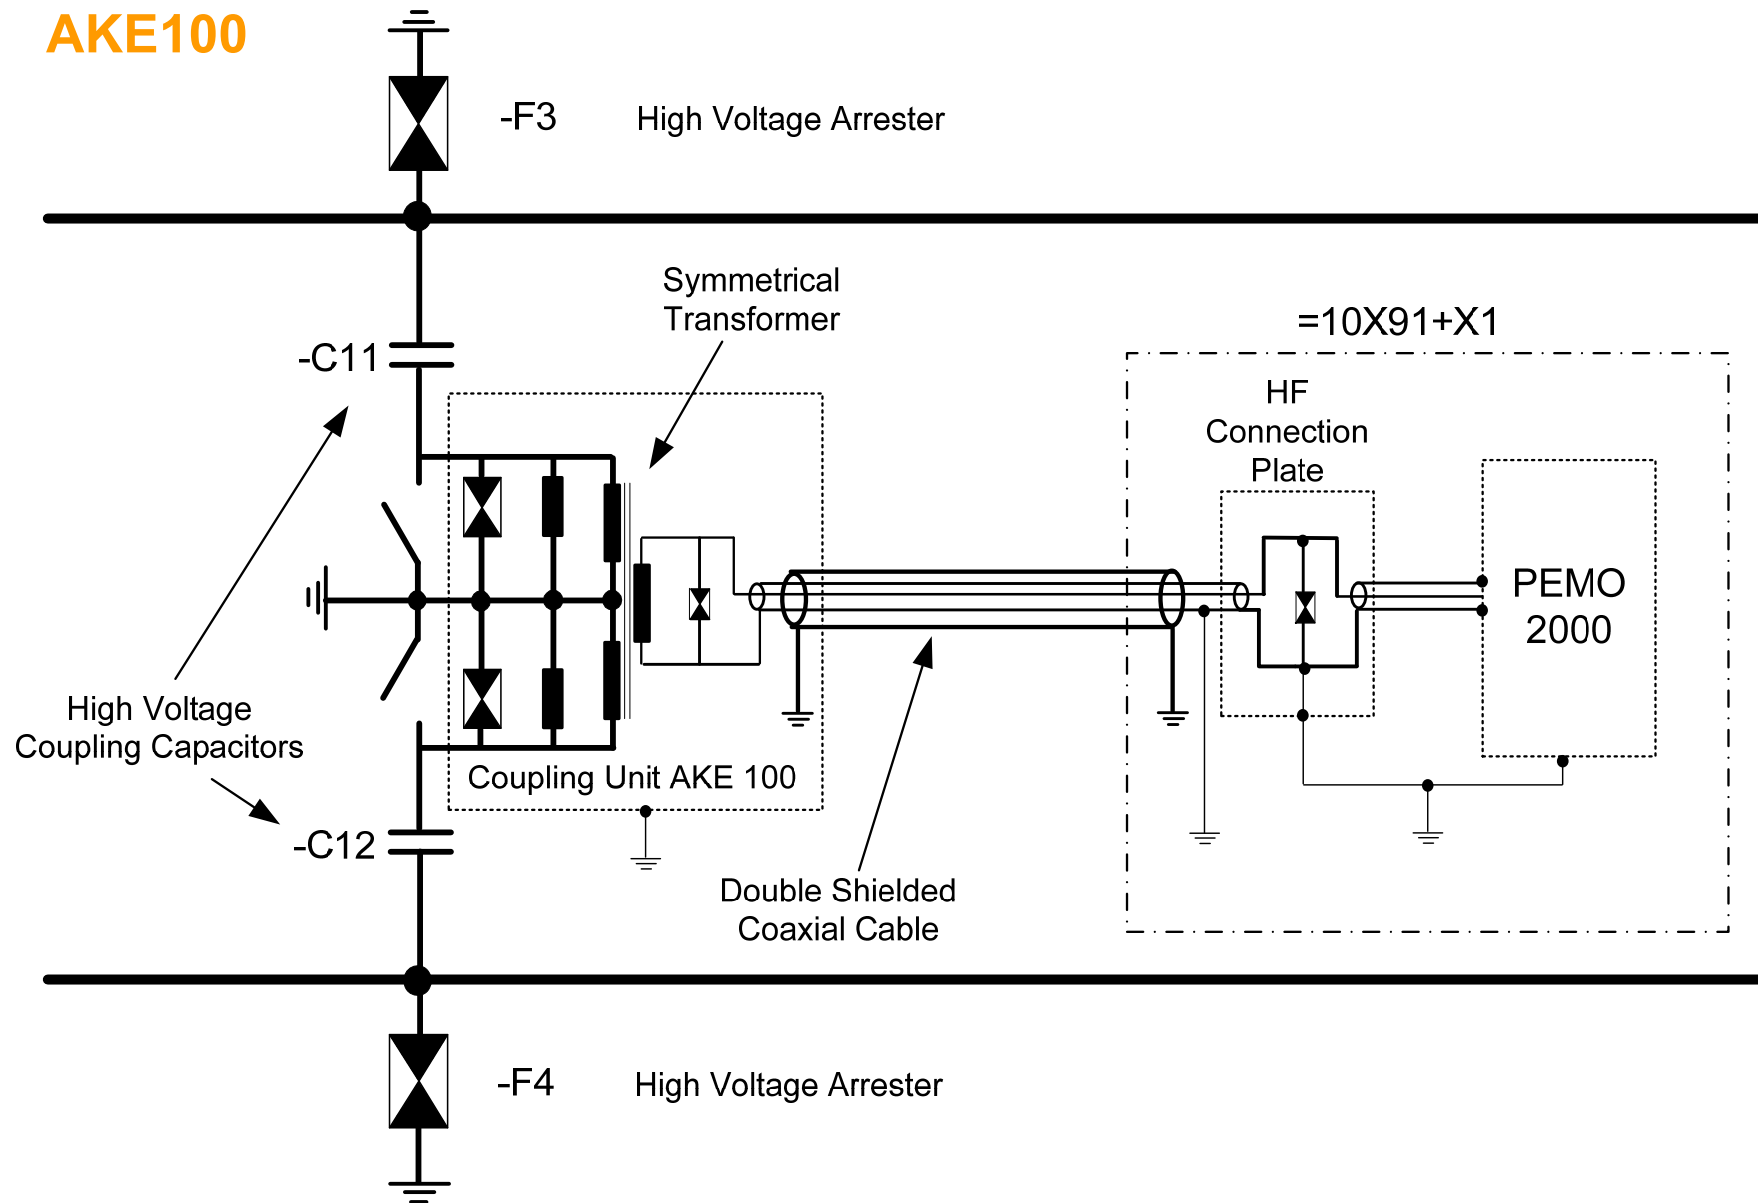 AKE100
-F3
High Voltage Arrester
Symmetrical
Transformer
=10X91+X1
-C11
HF
Connection
Plate
PEMO
2000
High Voltage
Coupling Capacitors
Coupling Unit AKE 100
-C12
Double Shielded
Coaxial Cable
-F4
High Voltage Arrester